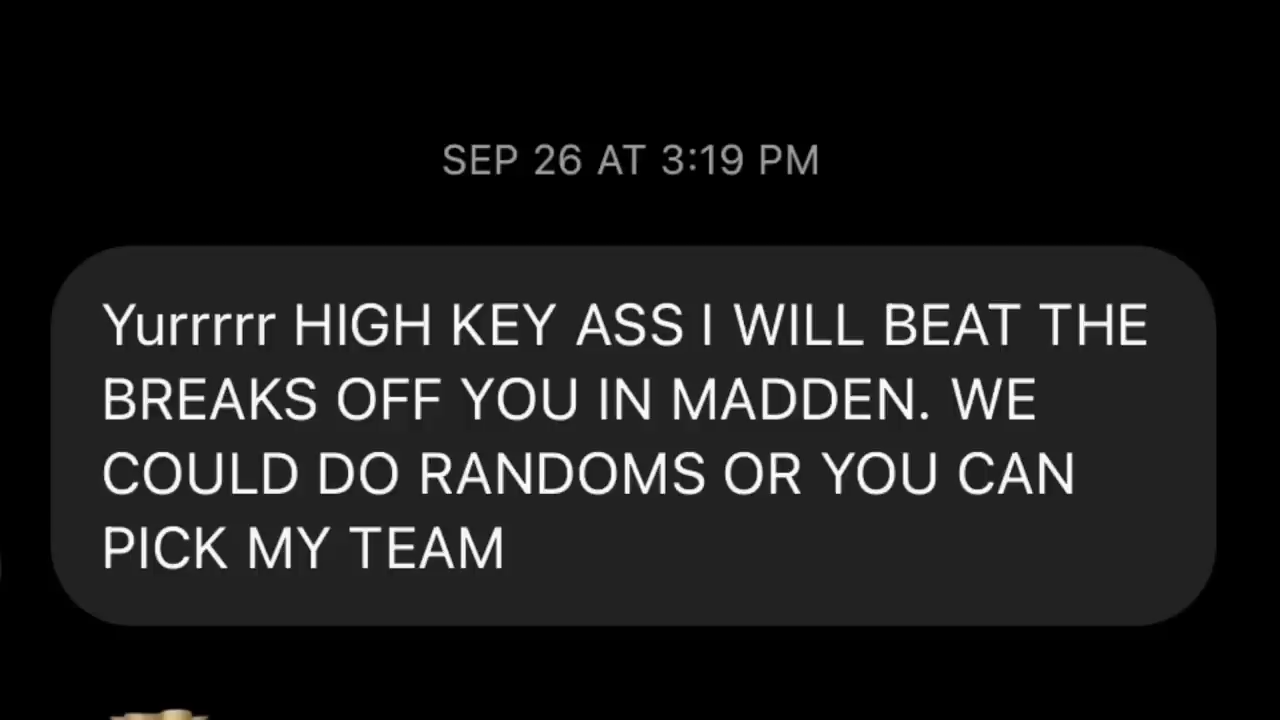 SEP 26 AT 3:19 PM
Yurrrrr HIGH KEY ASS I WILL BEAT THE
BREAKS OFF YOU IN MADDEN. WE
COULD DO RANDOMS OR YOU CAN
PICK MY TEAM